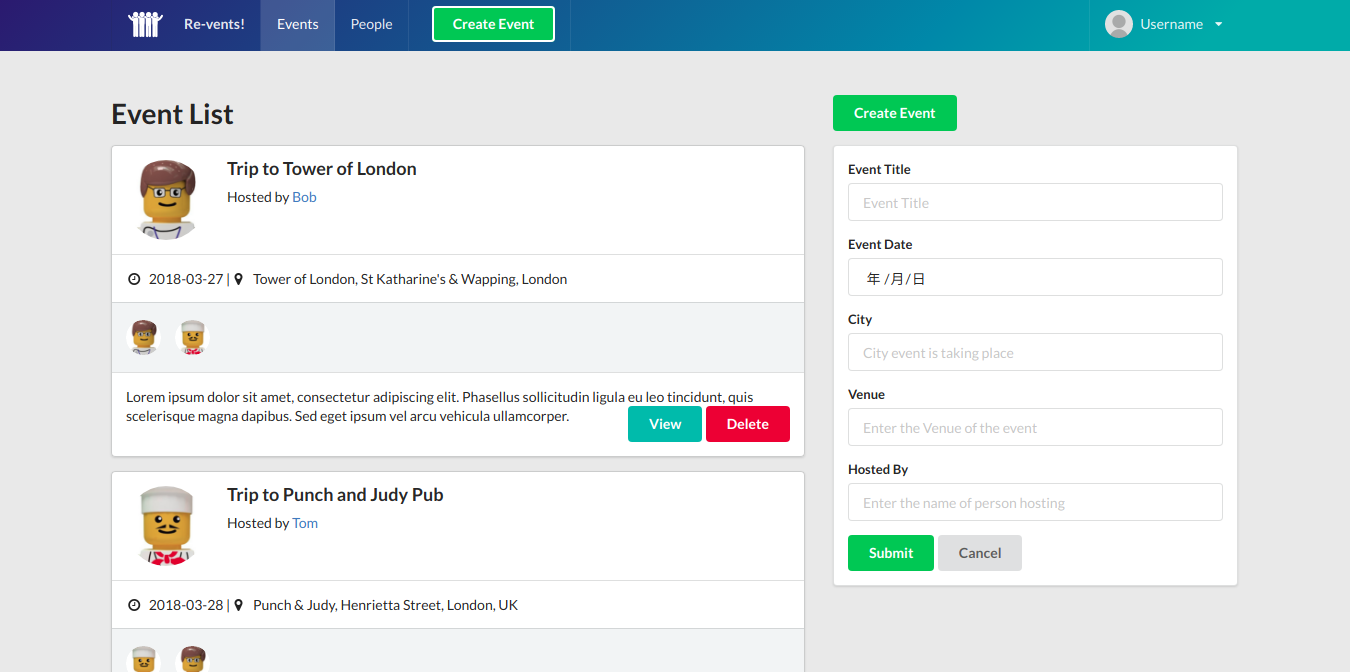 Re-vents!
Events
People
Create Event
Username
Event List
Trip to Tower of London
Hosted by Bob
2018-03-27 | Tower of London, St Katharine's & Wapping, London
Lorem ipsum dolor sit amet, consectetur adipiscing elit. Phasellus sollicitudin ligula eu leo tincidunt, quis
scelerisque magna dapibus. Sed eget ipsum vel arcu vehicula ullamcorper.
View
Delete
Trip to Punch and Judy Pub
Hosted by Tom
2018-03-28 | Punch & Judy, Henrietta Street, London, UK
Create Event
Event Title
Event Title
Event Date
年 /月/日
City
City event is taking place
Venue
Enter the Venue of the event
Hosted By
Enter the name of person hosting
Submit
Cancel